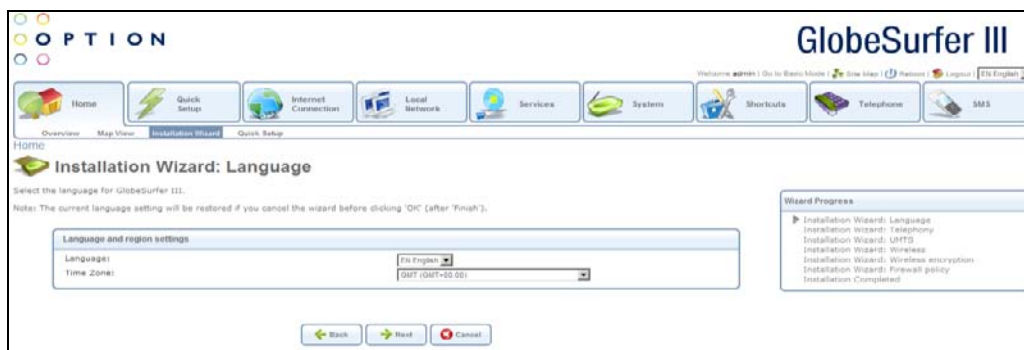 OPTION
GlobeSurfer III
Welcome admin | Go to Basic Mode | Site Map | Reboot | Logout | EN English
Home
Quick Setup
Internet Connection
Local Network
Services
System
Shortcuts
Telephone
SMS
Overview Map View Installation Wizard Quick Setup
Home
Installation Wizard: Language
Select the language for GlobeSurfer III.
Note: The current language setting will be restored if you cancel the wizard before clicking 'OK' (after 'Finish').
Language and region settings
Language: EN English
Time Zone: GMT (GMT+00:00)
Back Next Cancel
Wizard Progress
Installation Wizard: Language
Installation Wizard: Telephony
Installation Wizard: UMTS
Installation Wizard: Wireless
Installation Wizard: Wireless encryption
Installation Wizard: Firewall policy
Installation Completed